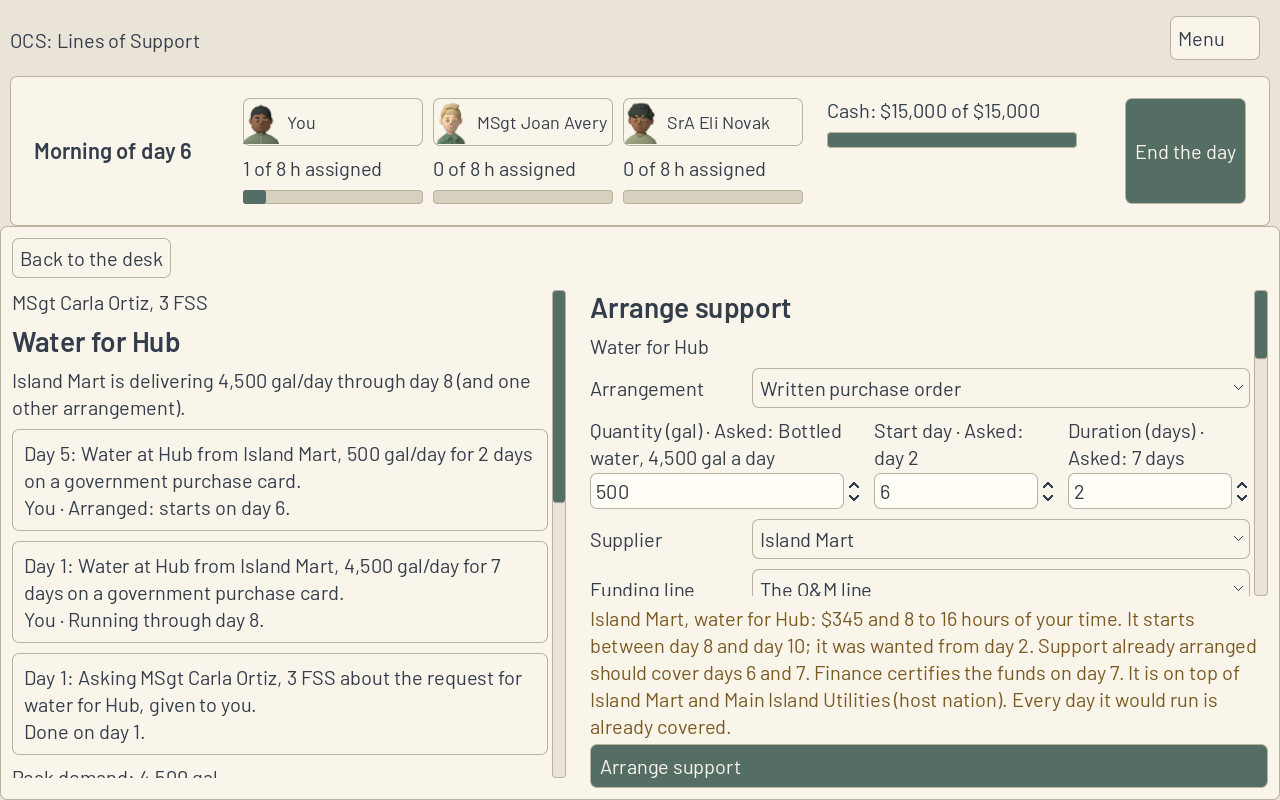 OCS: Lines of Support
Menu
Morning of day 6
You
1 of 8 h assigned
MSgt Joan Avery
0 of 8 h assigned
SrA Eli Novak
0 of 8 h assigned
Cash: $15,000 of $15,000
End the day
Back to the desk
MSgt Carla Ortiz, 3 FSS
Water for Hub
Island Mart is delivering 4,500 gal/day through day 8 (and one
other arrangement).
Day 5: Water at Hub from Island Mart, 500 gal/day for 2 days
on a government purchase card.
You · Arranged: starts on day 6.
Day 1: Water at Hub from Island Mart, 4,500 gal/day for 7
days on a government purchase card.
You · Running through day 8.
Day 1: Asking MSgt Carla Ortiz, 3 FSS about the request for
water for Hub, given to you.
Done on day 1.
Peak demand: 4,500 gal
Arrange support
Water for Hub
Arrangement
Written purchase order
Quantity (gal) · Asked: Bottled
water, 4,500 gal a day
500
Start day · Asked:
day 2
6
Duration (days) ·
Asked: 7 days
2
Supplier
Island Mart
Funding line
The O&M line
Island Mart, water for Hub: $345 and 8 to 16 hours of your time. It starts
between day 8 and day 10; it was wanted from day 2. Support already arranged
should cover days 6 and 7. Finance certifies the funds on day 7. It is on top of
Island Mart and Main Island Utilities (host nation). Every day it would run is
already covered.
Arrange support